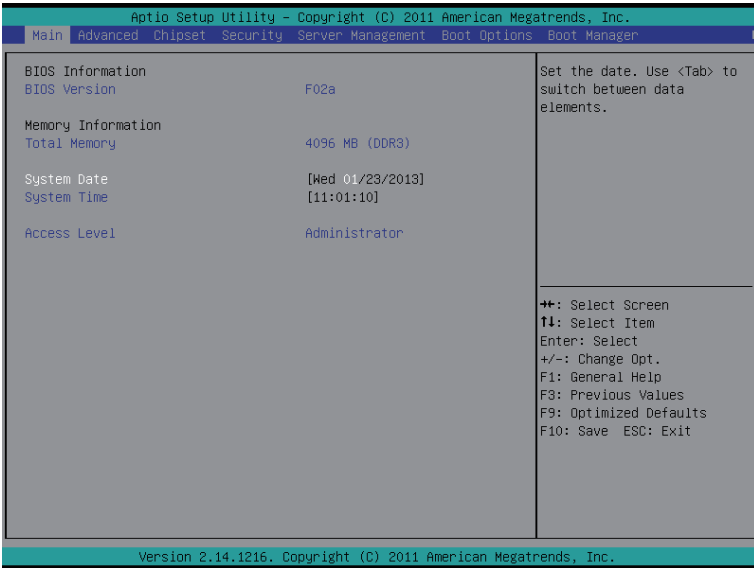 Aptio Setup Utility – Copyright (C) 2011 American Megatrends, Inc.
Main Advanced Chipset Security Server Management Boot Options Boot Manager
BIOS Information
BIOS Version F02a
Memory Information
Total Memory 4096 MB (DDR3)
System Date [Wed 01/23/2013]
System Time [11:01:10]
Access Level Administrator
Set the date. Use <Tab> to
switch between data
elements.
→←: Select Screen
↑↓: Select Item
Enter: Select
+/-: Change Opt.
F1: General Help
F3: Previous Values
F9: Optimized Defaults
F10: Save ESC: Exit
Version 2.14.1216. Copyright (C) 2011 American Megatrends, Inc.